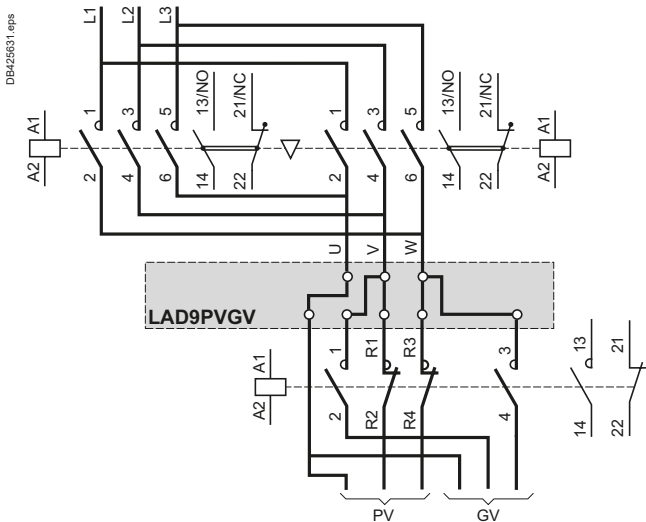 DB425631.eps
L1
L2
L3
A1 1 3 5 13/NO 21/NC 1 3 5 13/NO 21/NC A1
A2 2 4 6 14 22 2 4 6 14 22 A2
U V W
LAD9PVGV
A1 1 R1 R3 3 13 21
A2 2 R2 R4 4 14 22
PV GV